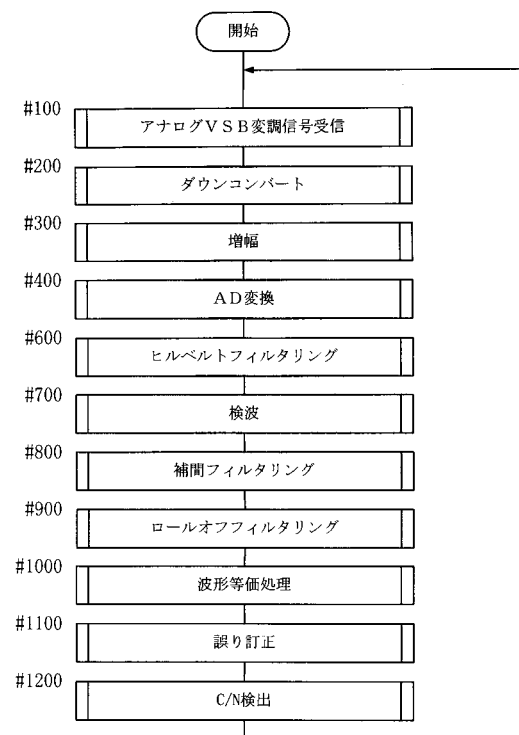 開始
#100
アナログVSB変調信号受信
#200
ダウンコンバート
#300
増幅
#400
AD変換
#600
ヒルベルトフィルタリング
#700
検波
#800
補間フィルタリング
#900
ロールオフフィルタリング
#1000
波形等価処理
#1100
誤り訂正
#1200
C/N検出